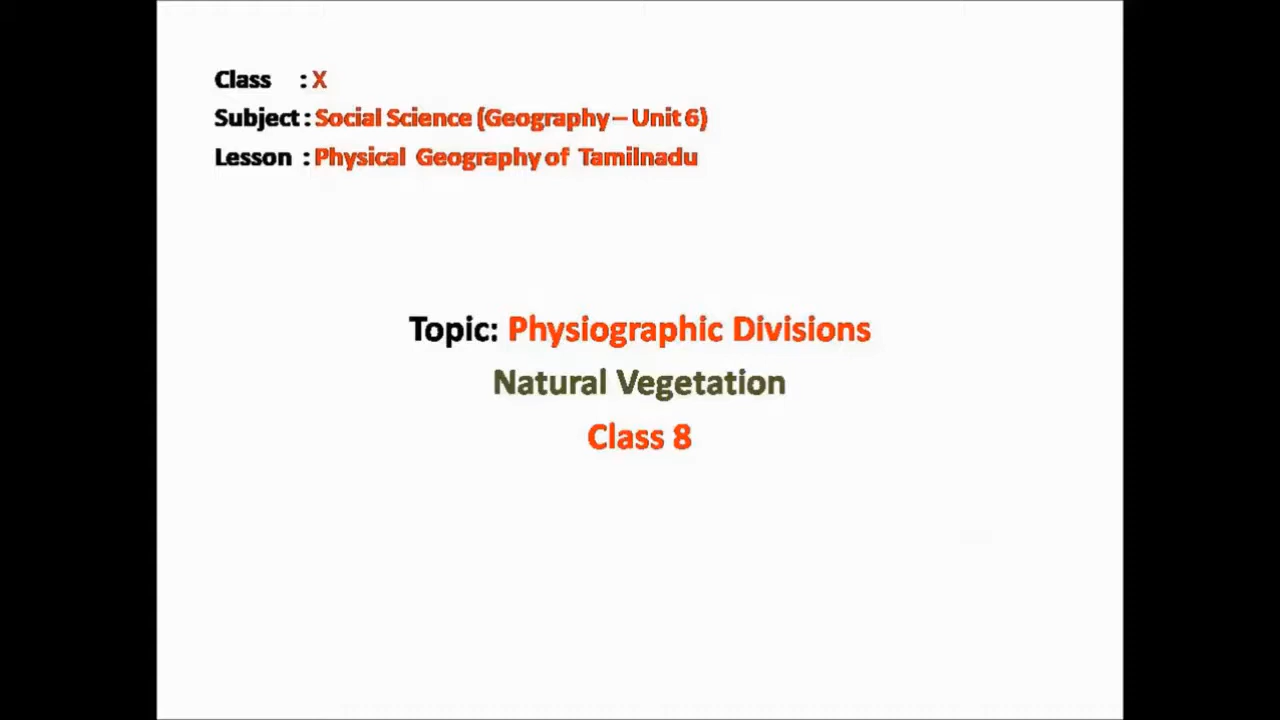 Class : X
Subject : Social Science (Geography – Unit 6)
Lesson : Physical Geography of Tamilnadu
Topic: Physiographic Divisions
Natural Vegetation
Class 8